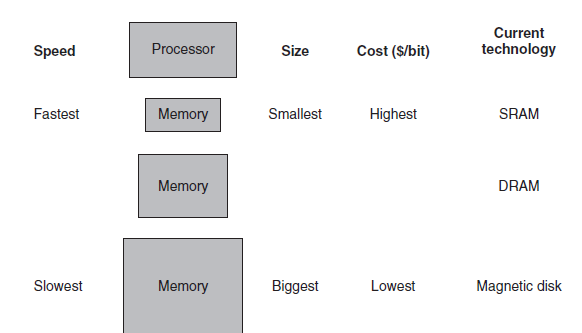 Speed Processor Size Cost ($/bit) Current
technology
Fastest Memory Smallest Highest SRAM
Memory DRAM
Slowest Memory Biggest Lowest Magnetic disk